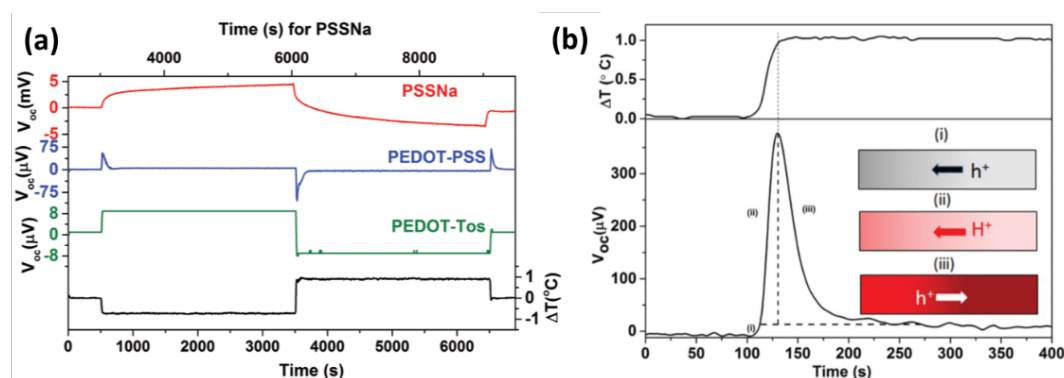 (a)
Time (s) for PSSNa
4000 6000 8000
V oc (mV)
5
0
-5
PSSNa
V oc (µV)
75
0
-75
PEDOT-PSS
V oc (µV)
8
0
-8
PEDOT-Tos
1
0
-1
ΔT(°C)
0 1000 2000 3000 4000 5000 6000
Time (s)
(b)
ΔT (° C)
1.0
0.5
0.0
Voc (µV)
300
200
100
0
(i)
h⁺
(ii)
H⁺
(iii)
h⁺
(ii)
(iii)
(i)
0 50 100 150 200 250 300 350 400
Time (s)